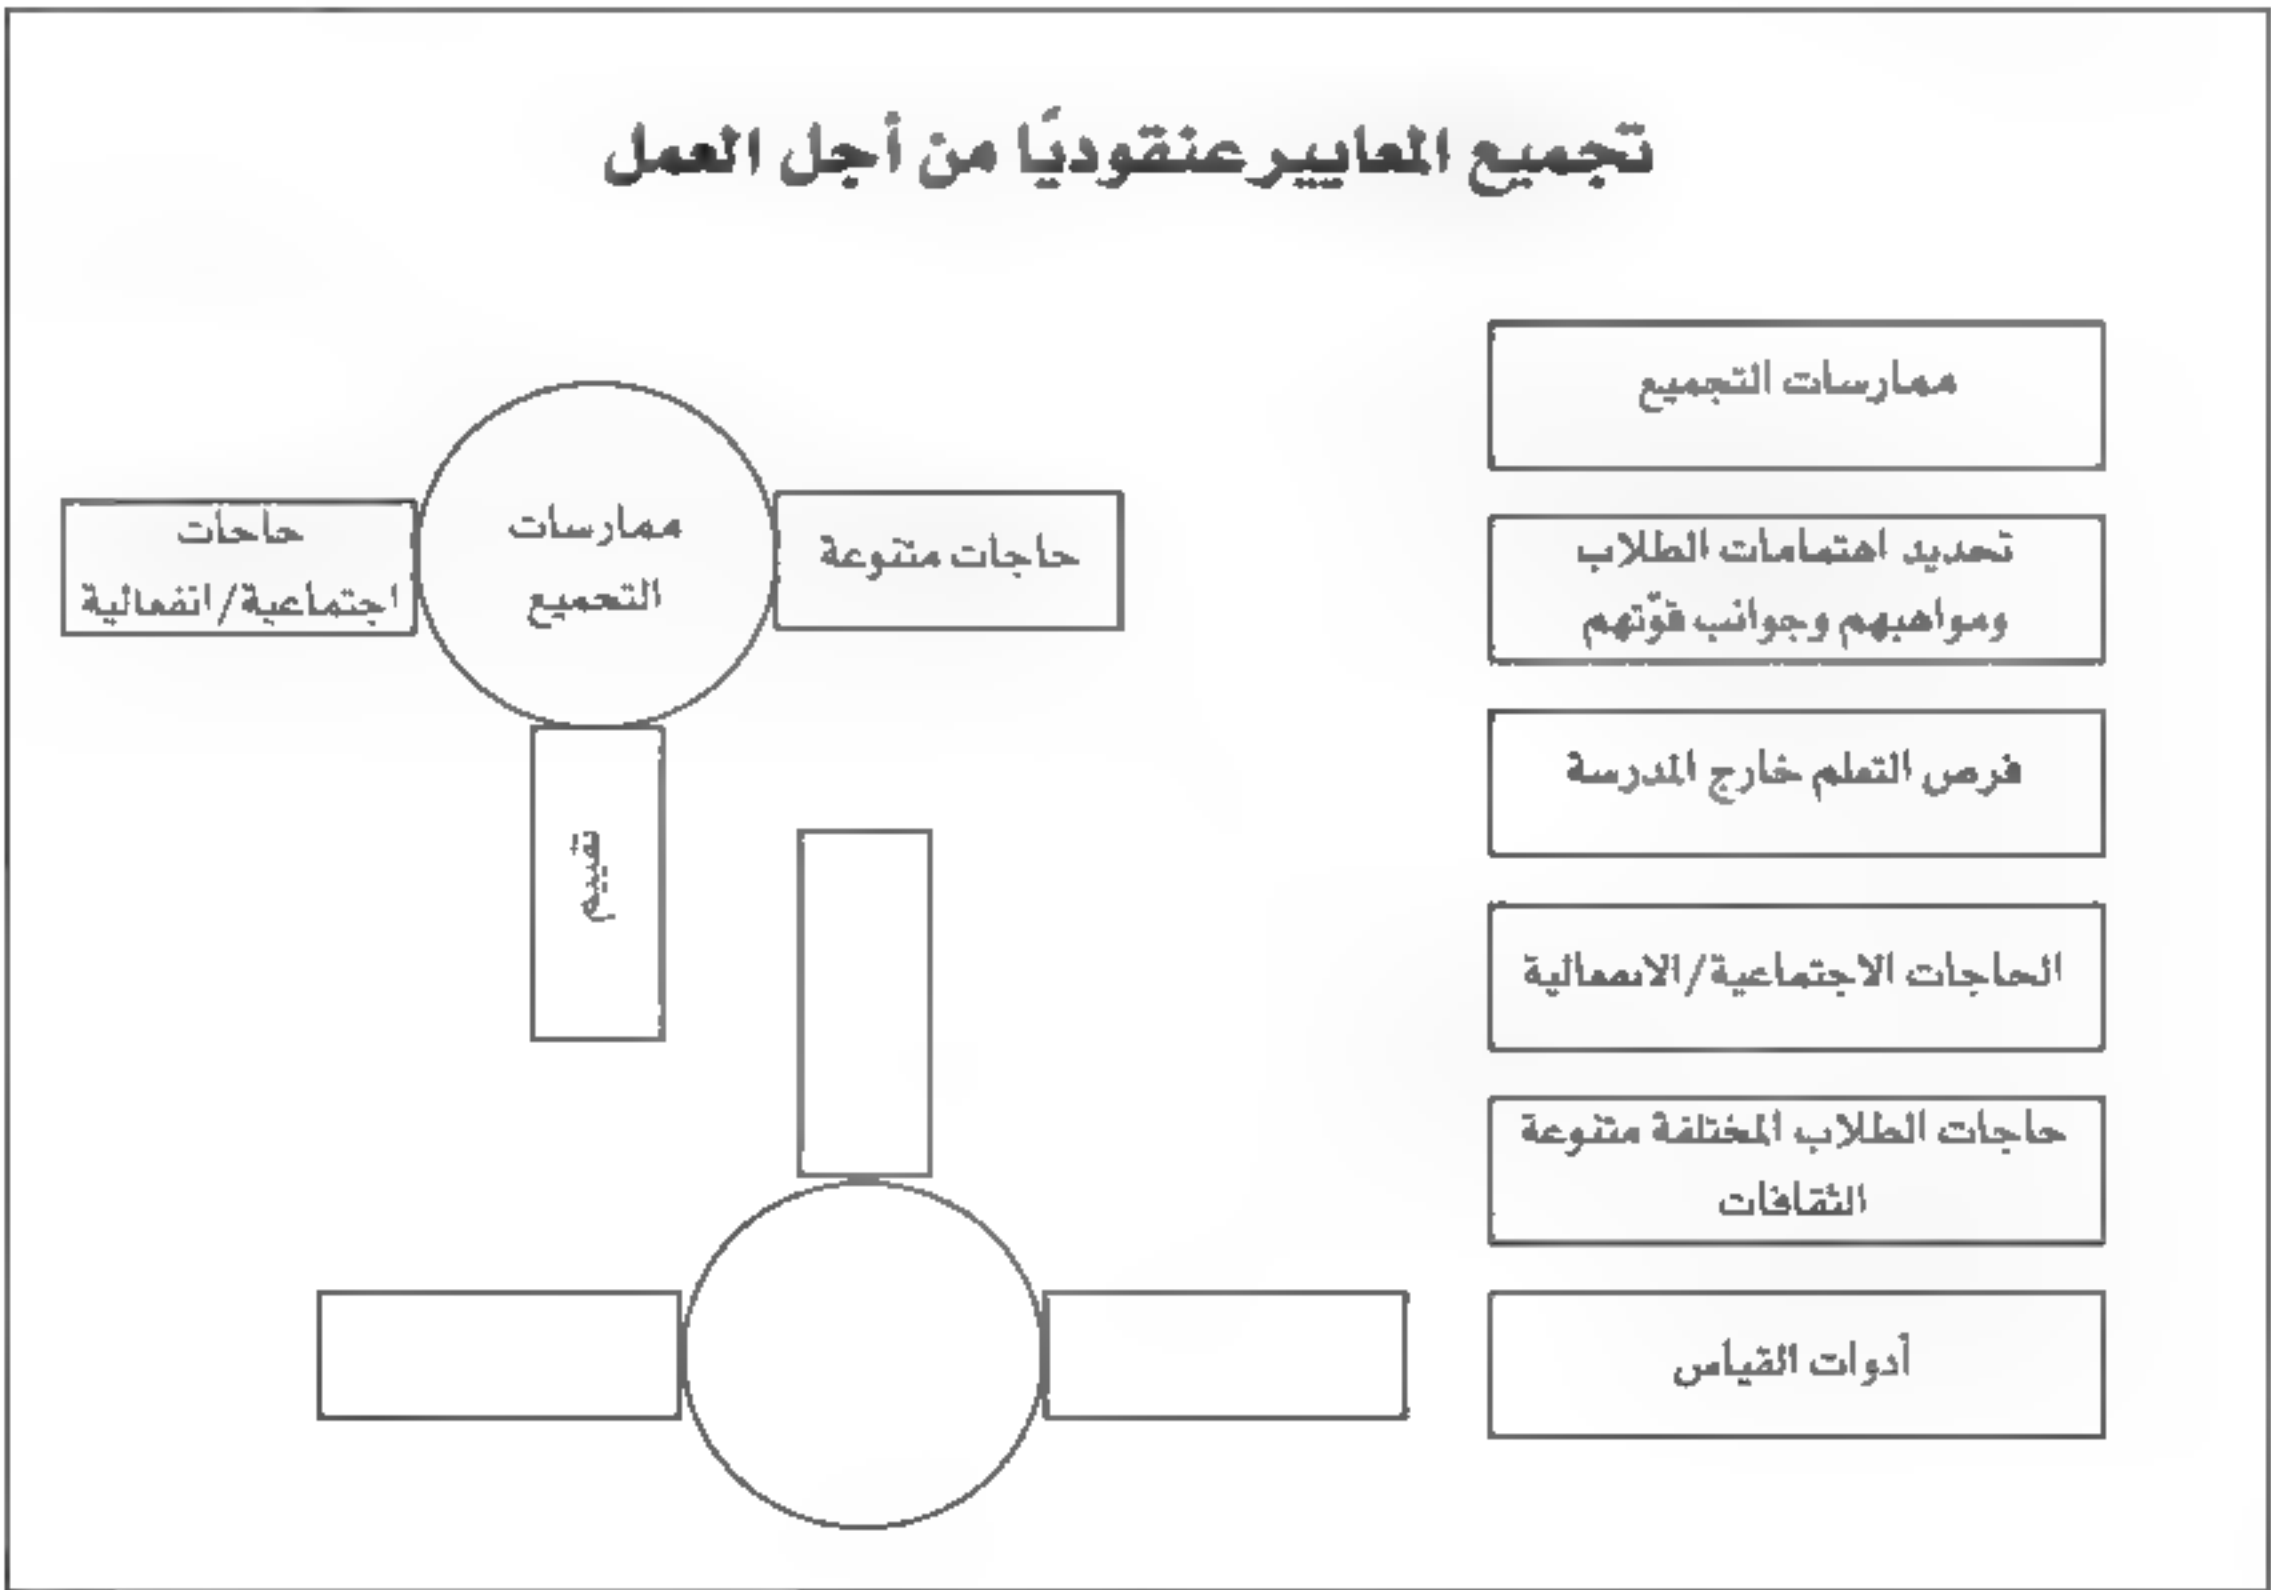 تجميع المعايير عنقوديًا من أجل العمل
ممارسات التجميع
تحديد اهتمامات الطلاب
ومواهبهم وجوانب قوّتهم
فرص التعلم خارج المدرسة
الحاجات الاجتماعية/الانفعالية
حاجات الطلاب المختلفة متنوعة
الثقافات
أدوات القياس
حاجات متنوعة
ممارسات
التجميع
حاجات
اجتماعية/انفعالية